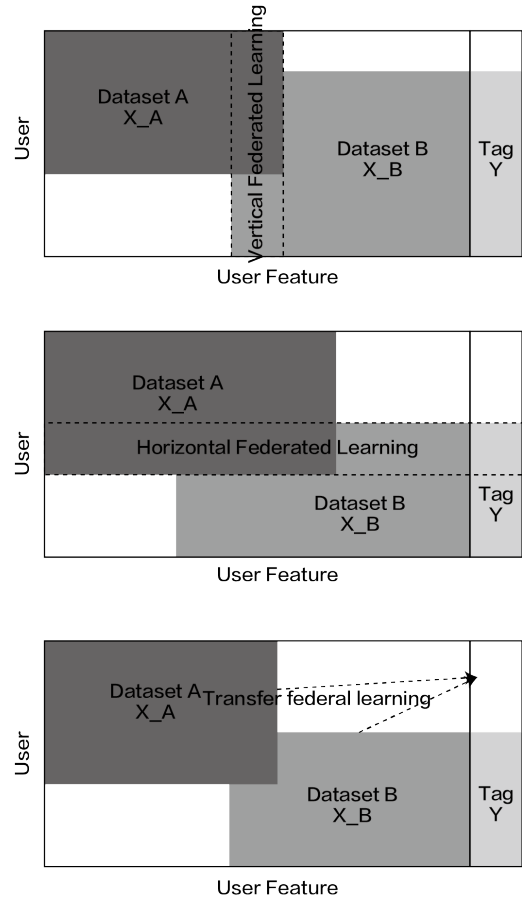 Vertical Federated Learning
Dataset A
X_A
Dataset B
X_B
Tag
Y
User
User Feature
Dataset A
X_A
Horizontal Federated Learning
Dataset B
X_B
Tag
Y
User
User Feature
Dataset A
X_A
Transfer federal learning
Dataset B
X_B
Tag
Y
User
User Feature